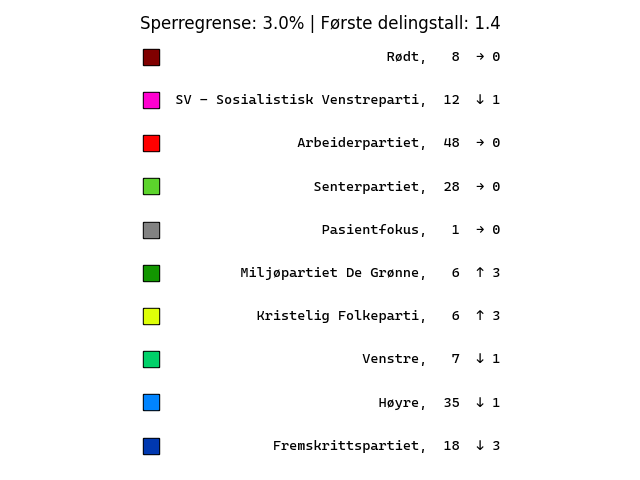 Sperregrense: 3.0% | Første delingstall: 1.4
Rødt, 8 → 0
SV - Sosialistisk Venstreparti, 12 ↓ 1
Arbeiderpartiet, 48 → 0
Senterpartiet, 28 → 0
Pasientfokus, 1 → 0
Miljøpartiet De Grønne, 6 ↑ 3
Kristelig Folkeparti, 6 ↑ 3
Venstre, 7 ↓ 1
Høyre, 35 ↓ 1
Fremskrittspartiet, 18 ↓ 3